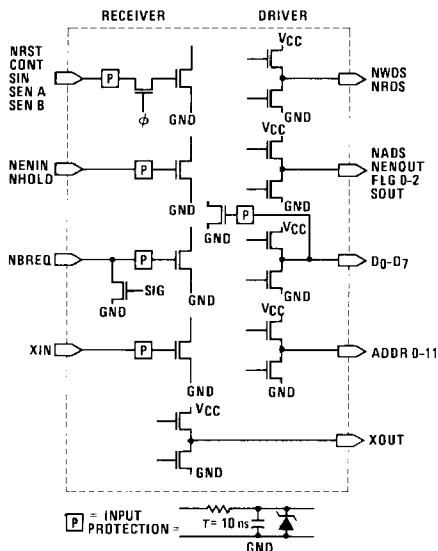 RECEIVER DRIVER
NRST
CONT
SIN
SEN A
SEN B
P
ϕ
GND
VCC
GND
NWDS
NRDS
NENIN
NHOLD
P
GND
VCC
GND
NADS
NENOUT
FLG 0-2
SOUT
GND
P
NBREQ
P
GND
SIG
GND
VCC
GND
D0-D7
XIN
P
GND
VCC
GND
ADDR 0-11
VCC
GND
XOUT
P = INPUT
PROTECTION =
T = 10 ns
GND